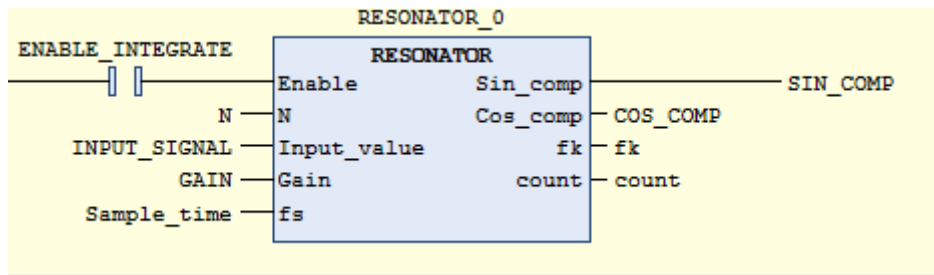 RESONATOR_0
ENABLE_INTEGRATE RESONATOR
Enable Sin_comp SIN_COMP
N N Cos_comp COS_COMP
INPUT_SIGNAL Input_value fk fk
GAIN Gain count count
Sample_time fs